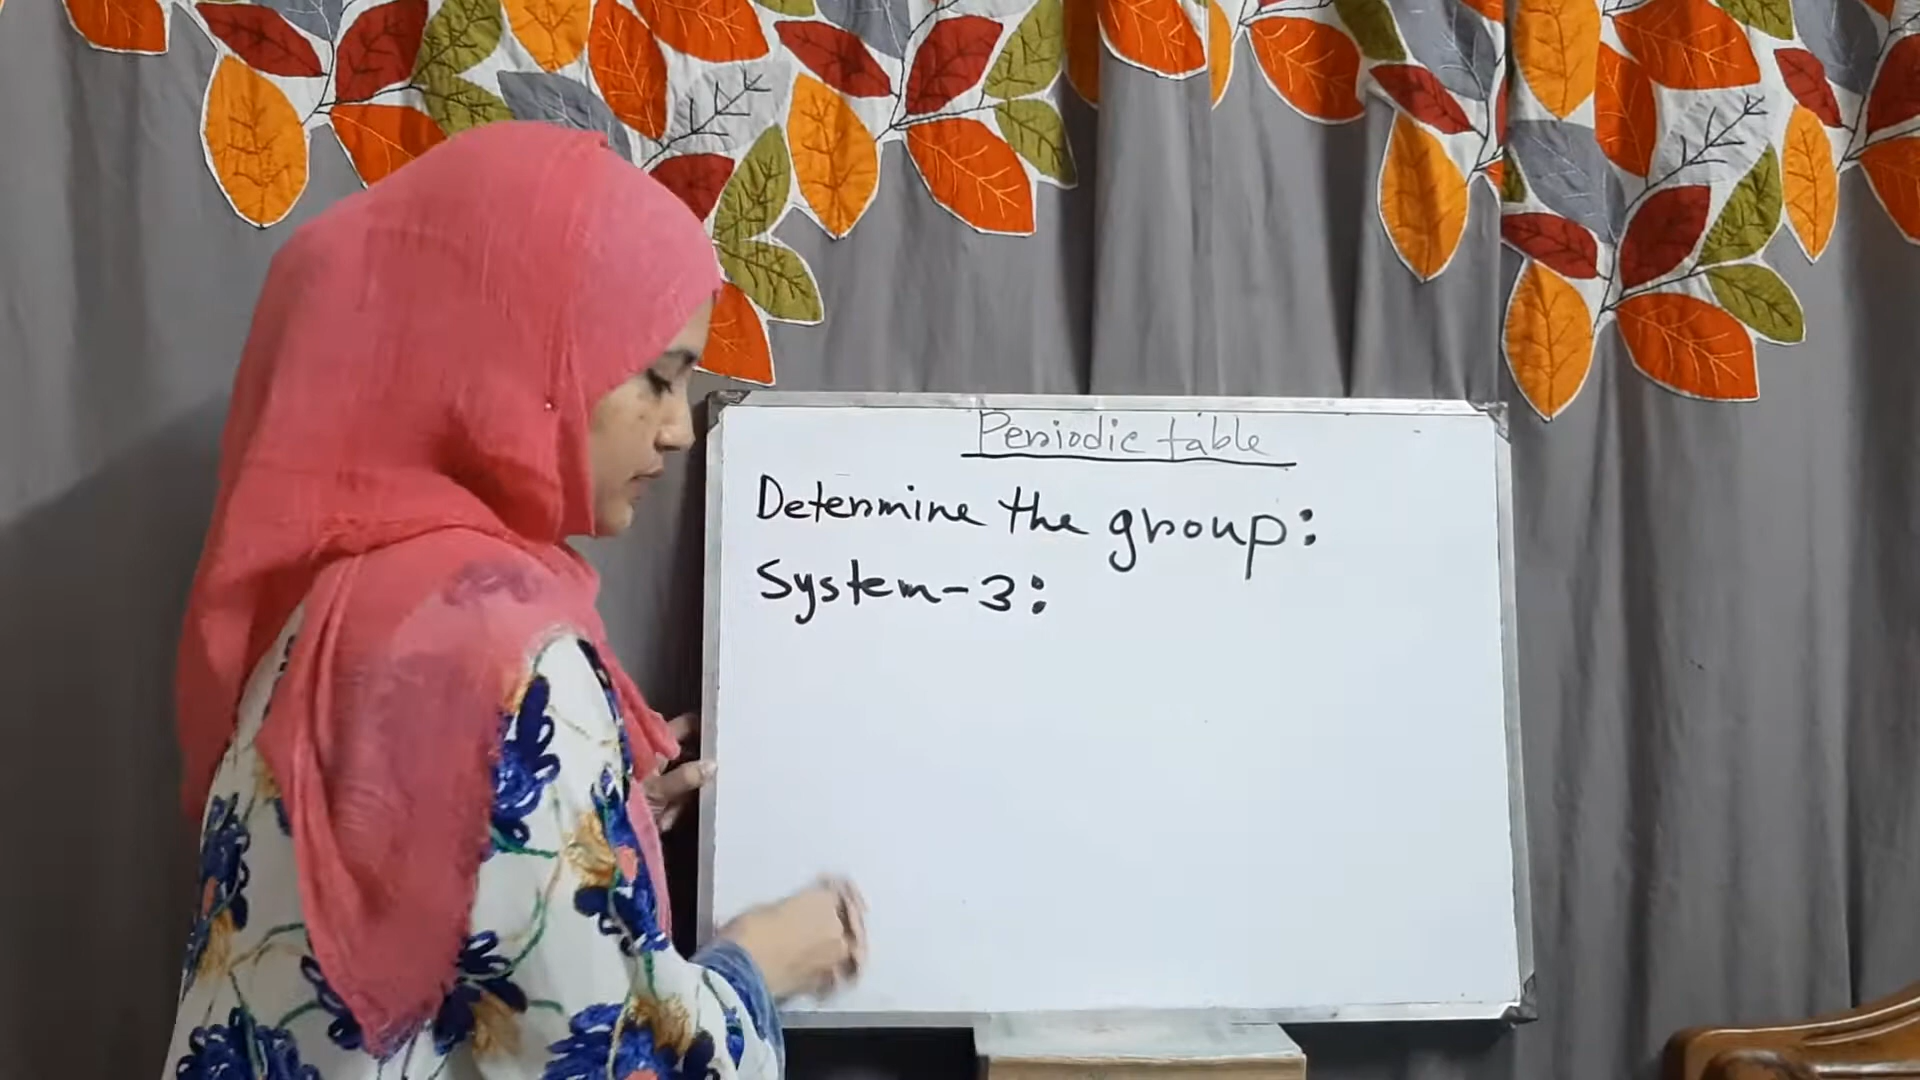 Periodic table
Determine the group:
System-3: